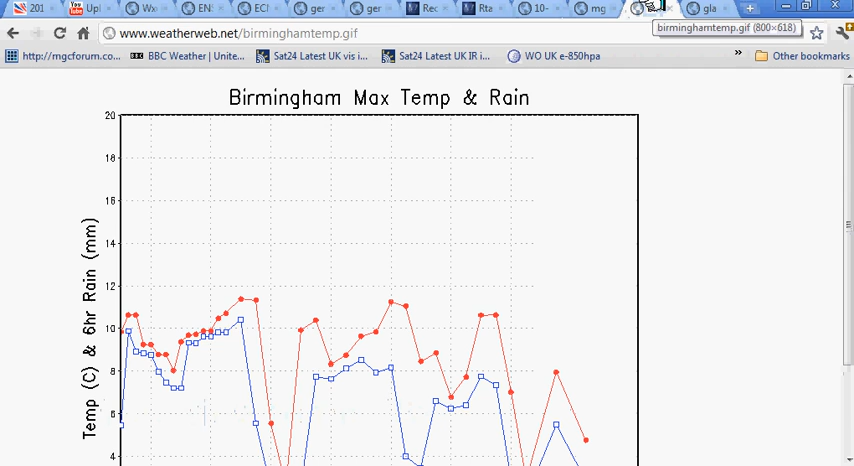 201
Upl
Wx
EN
ECI
ger
ger
Rec
Rta
10-
mg
gla
www.weatherweb.net/birminghamtemp.gif
birminghamtemp.gif (800×618)
http://mgcforum.co...
BBC Weather | Unite...
Sat24 Latest UK vis i...
Sat24 Latest UK IR i...
WO UK e-850hpa
»
Other bookmarks
Birmingham Max Temp & Rain
Temp (C) & 6hr Rain (mm)
20
18
16
14
12
10
8
6
4